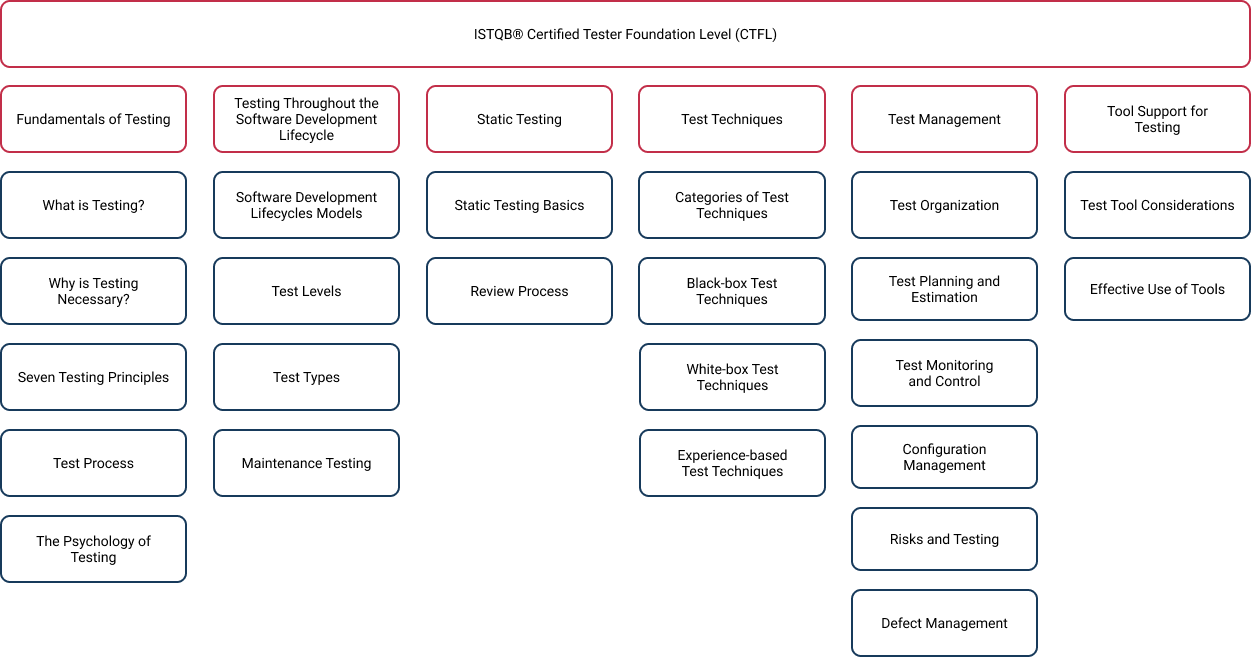 ISTQB® Certified Tester Foundation Level (CTFL)
Fundamentals of Testing
Testing Throughout the
Software Development
Lifecycle
Static Testing
Test Techniques
Test Management
Tool Support for
Testing
What is Testing?
Software Development
Lifecycles Models
Static Testing Basics
Categories of Test
Techniques
Test Organization
Test Tool Considerations
Why is Testing
Necessary?
Test Levels
Review Process
Black-box Test
Techniques
Test Planning and
Estimation
Effective Use of Tools
Seven Testing Principles
Test Types
White-box Test
Techniques
Test Monitoring
and Control
Test Process
Maintenance Testing
Experience-based
Test Techniques
Configuration
Management
The Psychology of
Testing
Risks and Testing
Defect Management